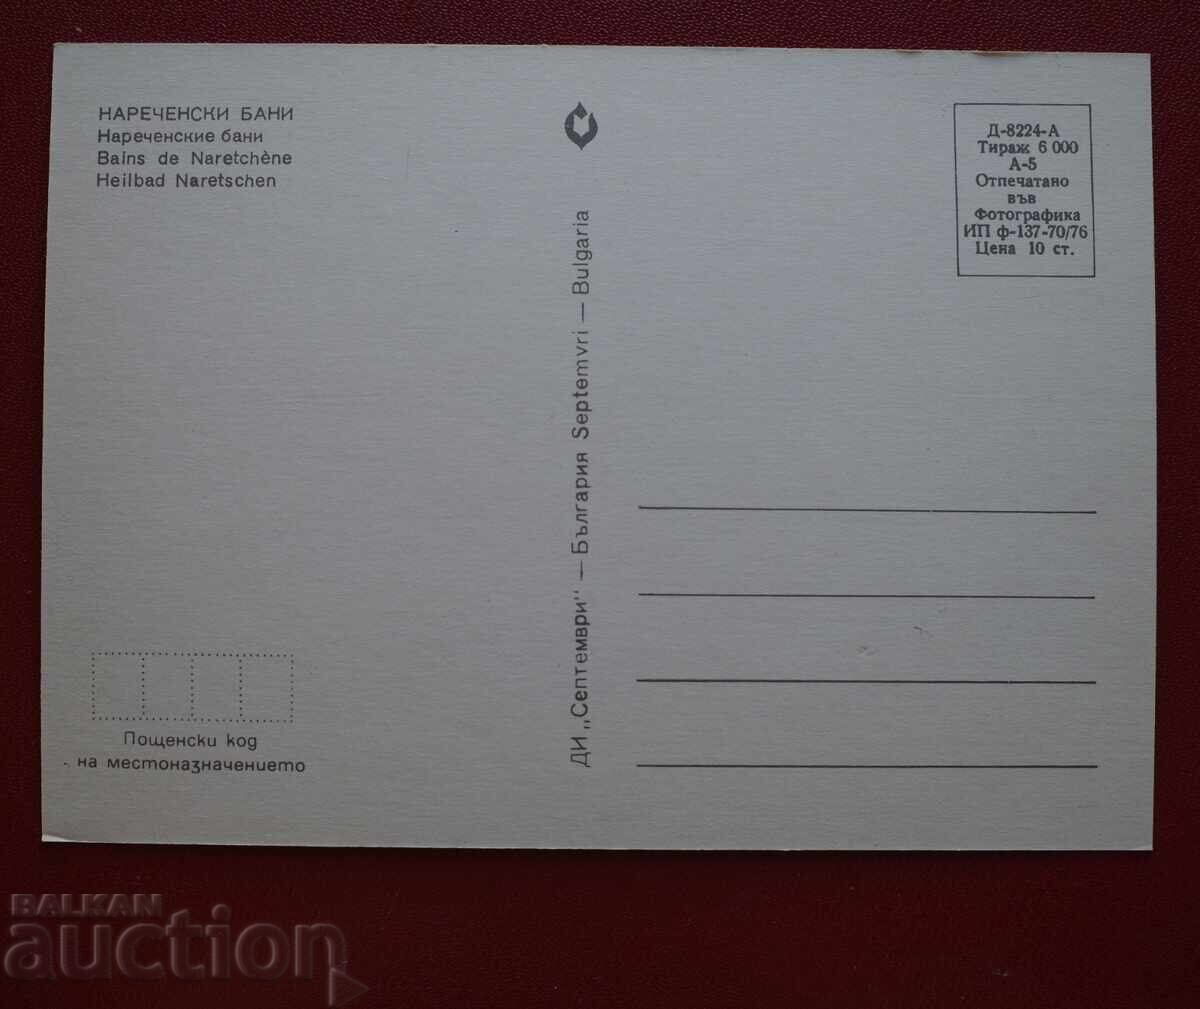 НАРЕЧЕНСКИ БАНИ
Нареченские бани
Bains de Naretchène
Heilbad Naretschen
Д-8224-А
Тираж 6 000
А-5
Отпечатано
във
Фотографика
ИП ф-137-70/76
Цена 10 ст.
ДИ „Септември" — България Septemvri — Bulgaria
Пощенски код
на местоназначението
BALKAN
auction